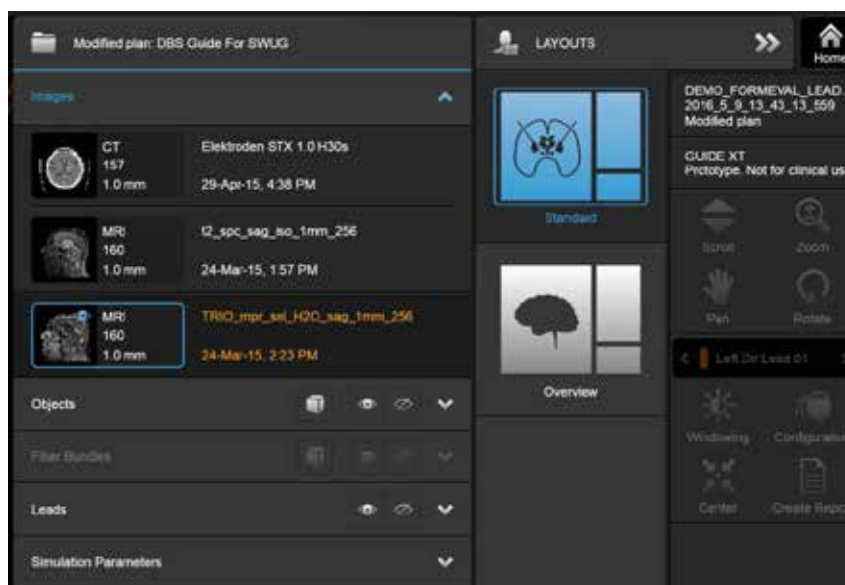 Modified plan: DBS Guide For SWUG
LAYOUTS
Home
Images
CT
157
1.0 mm
Elektroden STX 1.0 H30s
29-Apr-15, 4:38 PM
MRI
160
1.0 mm
t2_spc_sag_iso_1mm_256
24-Mar-15, 1:57 PM
MRI
160
1.0 mm
TRIO_mpr_sel_H2O_sag_1mm_256
24-Mar-15, 2:23 PM
Objects
Fiber Bundles
Leads
Simulation Parameters
Standard
Overview
DEMO_FORMEVAL_LEAD.
2016_5_9_13_43_13_559
Modified plan
GUIDE XT
Prototype. Not for clinical us
Scroll
Zoom
Pan
Rotate
Left Dir Lead 01
Windowing
Configuration
Center
Create Repo